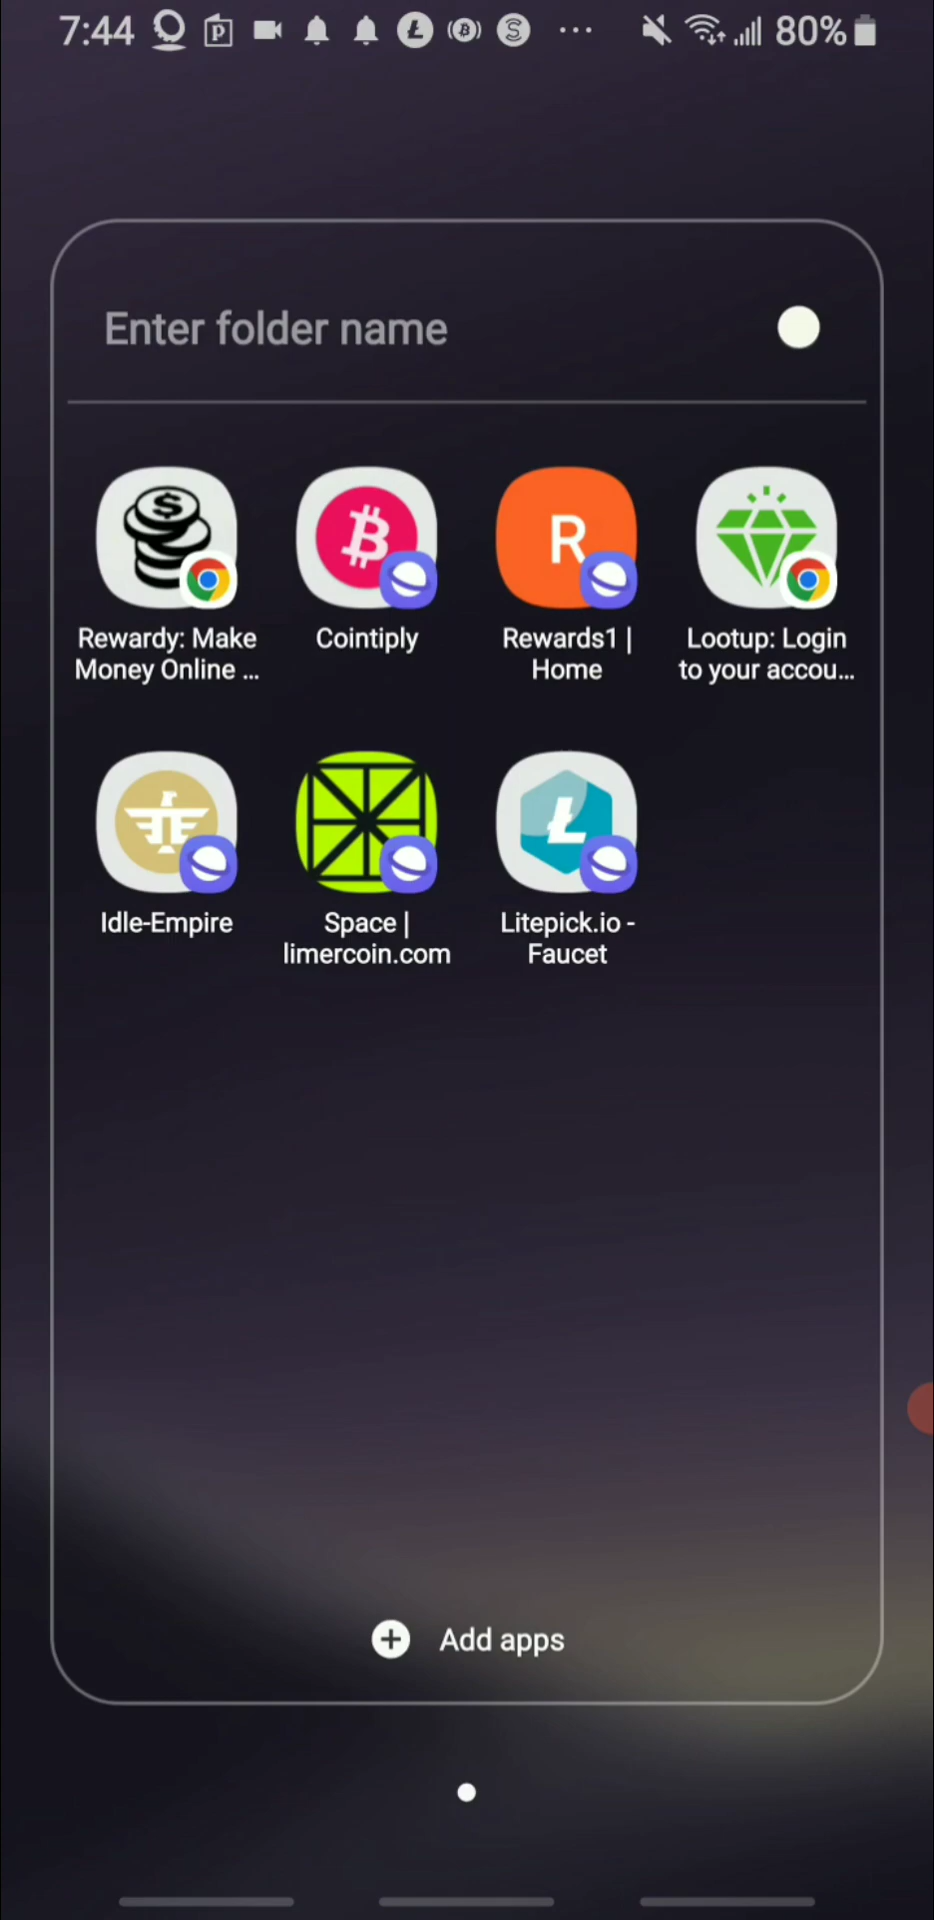 7:44 80%
Enter folder name
Rewardy: Make
Money Online ...
Cointiply
R
Rewards1 |
Home
Lootup: Login
to your accou...
Idle-Empire
Space |
limercoin.com
Litepick.io -
Faucet
Add apps